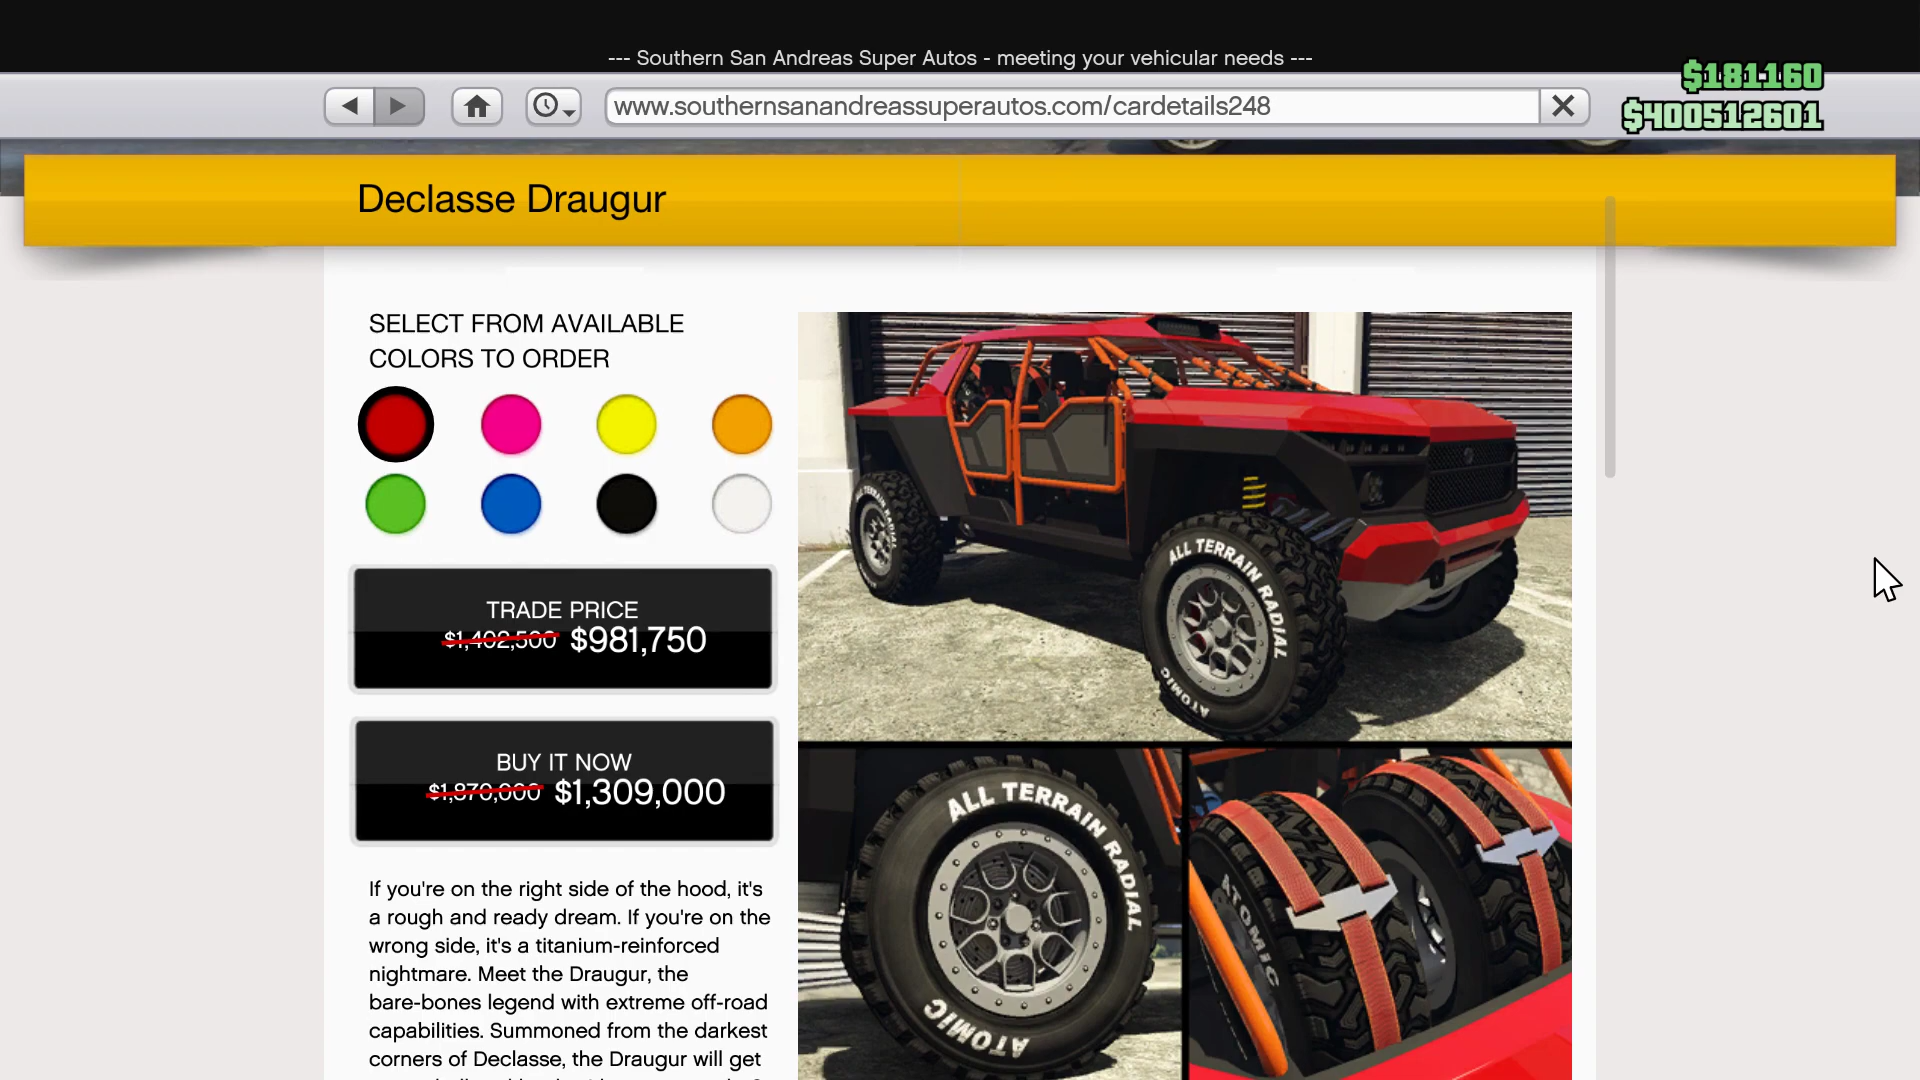 --- Southern San Andreas Super Autos - meeting your vehicular needs ---
$181160
www.southernsanandreassuperautos.com/cardetails248
$400512601
Declasse Draugur
SELECT FROM AVAILABLE
COLORS TO ORDER
TRADE PRICE
$1,402,500 $981,750
BUY IT NOW
$1,870,000 $1,309,000
If you're on the right side of the hood, it's
a rough and ready dream. If you're on the
wrong side, it's a titanium-reinforced
nightmare. Meet the Draugur, the
bare-bones legend with extreme off-road
capabilities. Summoned from the darkest
corners of Declasse, the Draugur will get
ALL TERRAIN RADIAL
ALL TERRAIN RADIAL
ATOMIC
ALL TERRAIN RADIAL
ATOMIC
ATOMIC